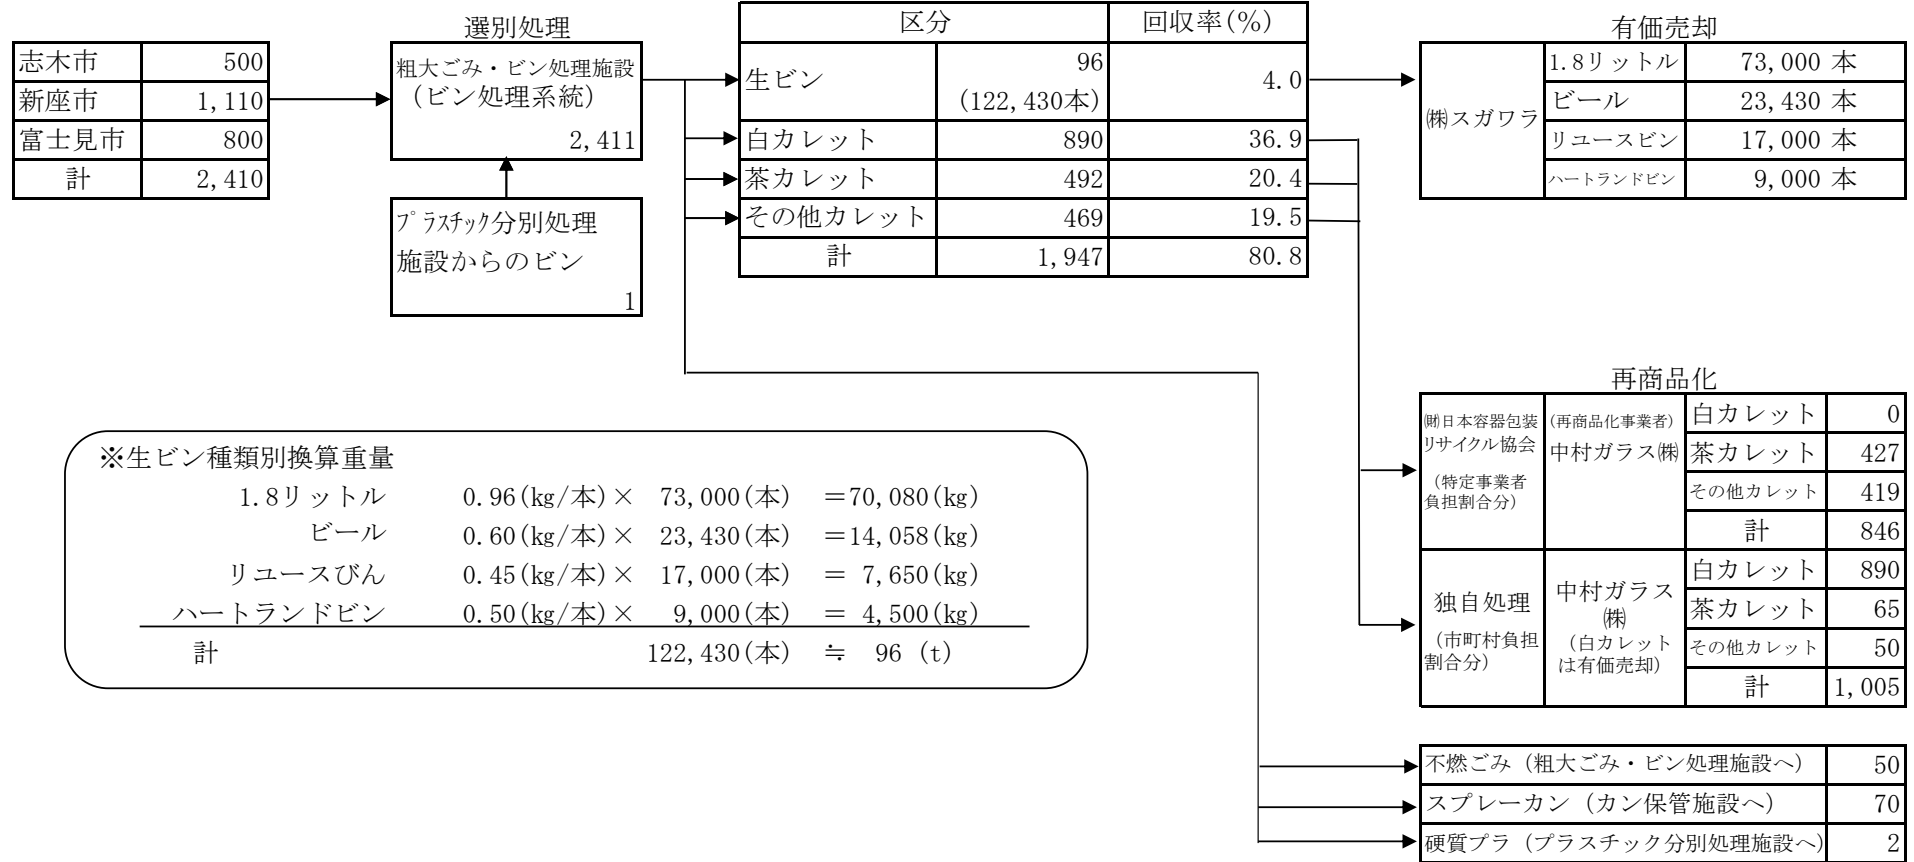 志木市 500
新座市 1,110
富士見市 800
計 2,410
選別処理
粗大ごみ・ビン処理施設
(ビン処理系統)
2,411
プラスチック分別処理
施設からのビン
1
区分 回収率(%)
生ビン 96 4.0
(122,430本)
白カレット 890 36.9
茶カレット 492 20.4
その他カレット 469 19.5
計 1,947 80.8
有価売却
㈱スガワラ
1.8リットル 73,000 本
ビール 23,430 本
リユースビン 17,000 本
ハートランドビン 9,000 本
※生ビン種類別換算重量
1.8リットル 0.96(kg/本)× 73,000(本) =70,080(kg)
ビール 0.60(kg/本)× 23,430(本) =14,058(kg)
リユースびん 0.45(kg/本)× 17,000(本) = 7,650(kg)
ハートランドビン 0.50(kg/本)× 9,000(本) = 4,500(kg)
計 122,430(本) ≒ 96 (t)
再商品化
㈶日本容器包装
リサイクル協会
(特定事業者
負担割合分)
(再商品化事業者)
中村ガラス㈱
白カレット 0
茶カレット 427
その他カレット 419
計 846
独自処理
(市町村負担
割合分)
中村ガラス
㈱
(白カレット
は有価売却)
白カレット 890
茶カレット 65
その他カレット 50
計 1,005
不燃ごみ(粗大ごみ・ビン処理施設へ) 50
スプレーカン(カン保管施設へ) 70
硬質プラ(プラスチック分別処理施設へ) 2